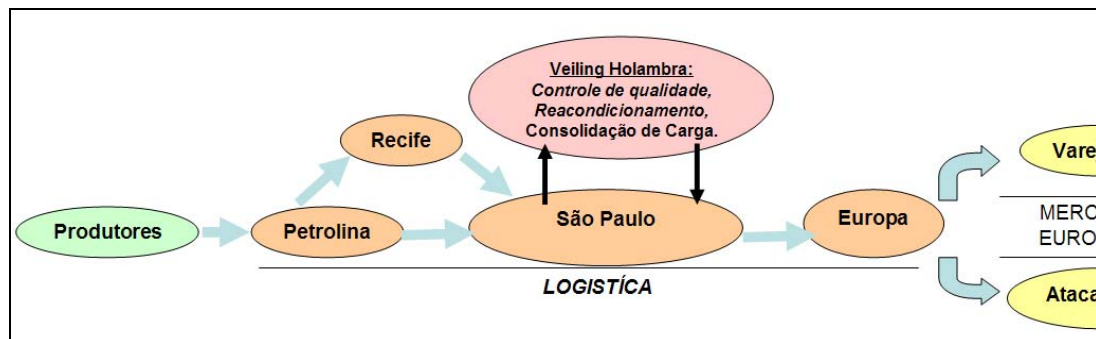 Veiling Holambra:
Controle de qualidade,
Reacondicionamento,
Consolidação de Carga.
Recife
Produtores
Petrolina
São Paulo
Europa
LOGISTÍCA